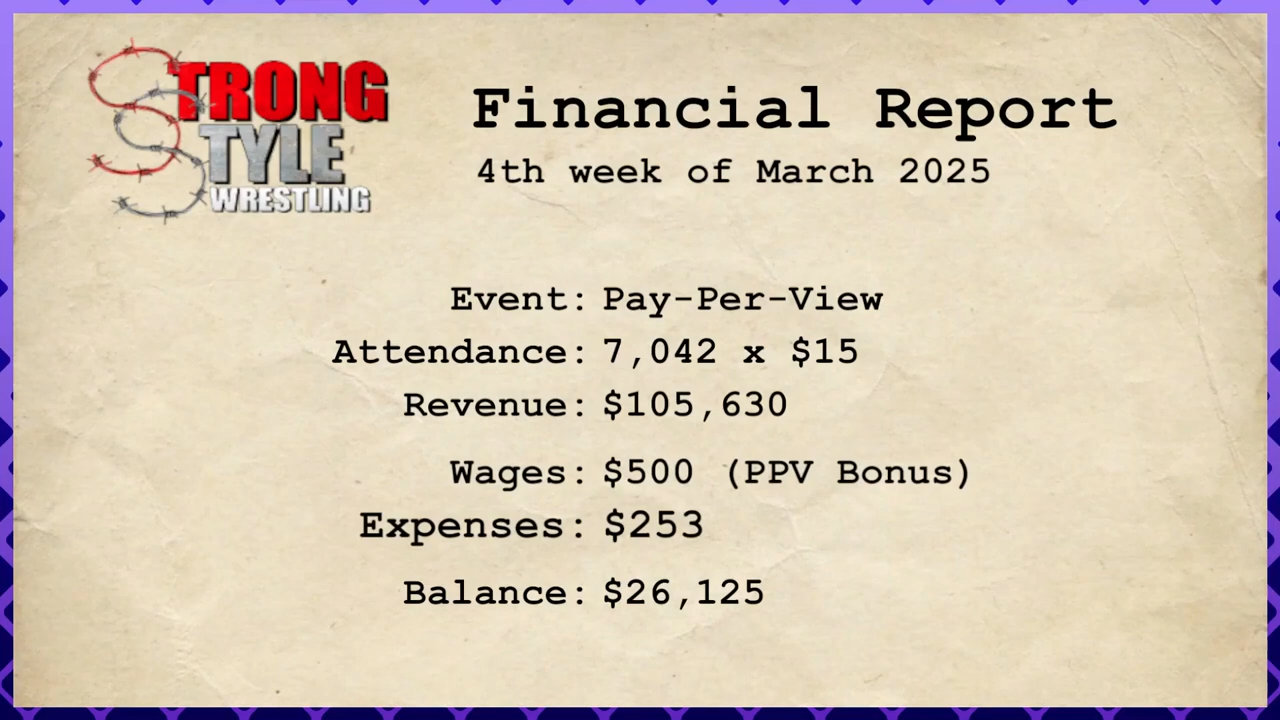 STRONG
STYLE
WRESTLING
Financial Report
4th week of March 2025
Event: Pay-Per-View
Attendance: 7,042 x $15
Revenue: $105,630
Wages: $500 (PPV Bonus)
Expenses: $253
Balance: $26,125